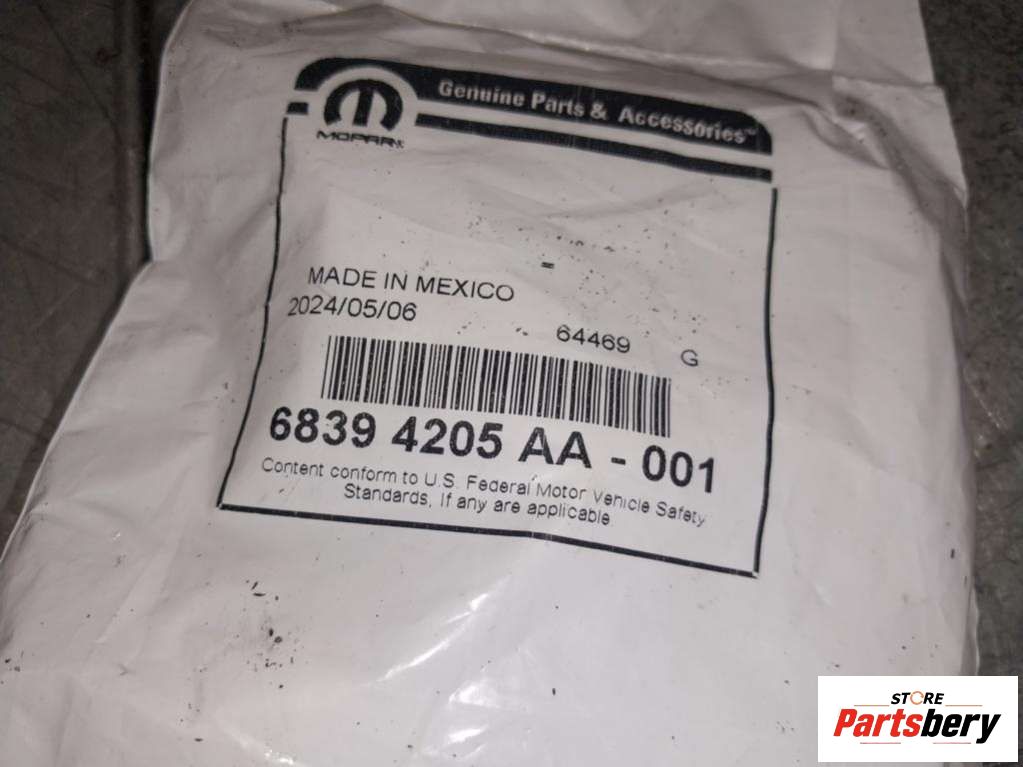 Genuine Parts & Accessories™
MOPAR
MADE IN MEXICO
2024/05/06
64469 G
6839 4205 AA - 001
Content conform to U.S. Federal Motor Vehicle Safety
Standards, If any are applicable
STORE
Partsbery